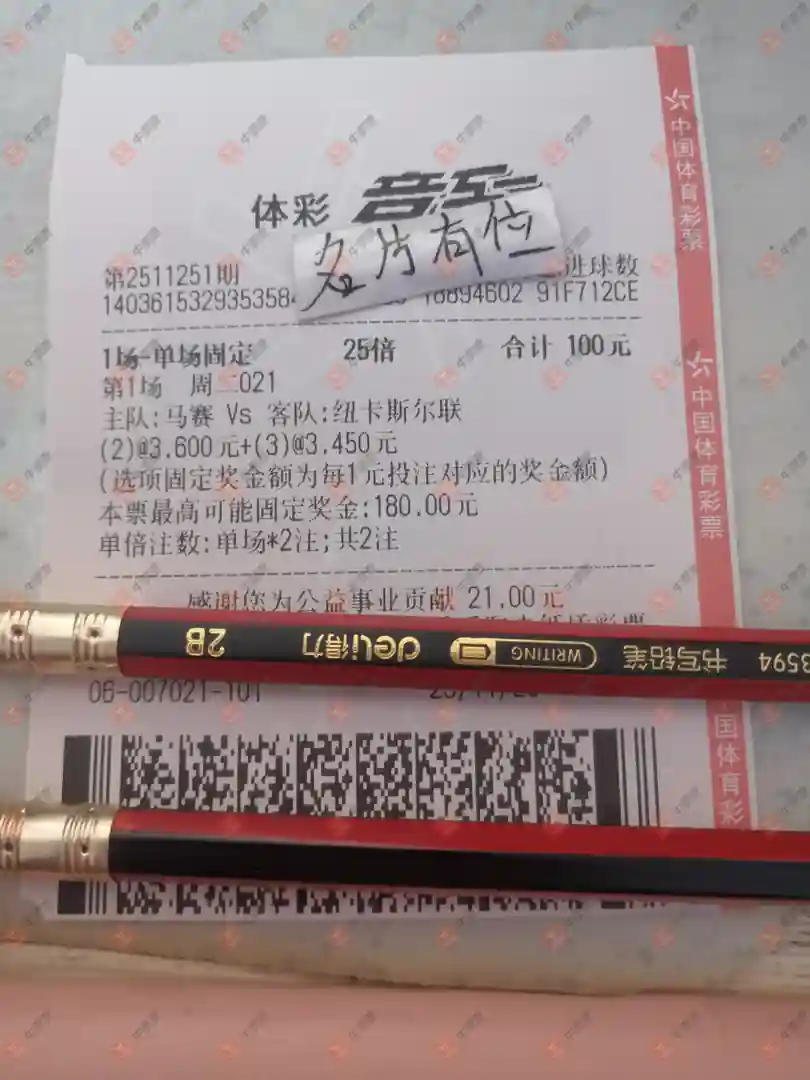 体彩
名片有位
第2511251期
进球数
14036153293535584
18894602 91F712CE
1场-单场固定 25倍 合计 100元
第1场 周二021
主队:马赛 Vs 客队:纽卡斯尔联
(2)@3.600元+(3)@3.450元
(选项固定奖金额为每1元投注对应的奖金额)
本票最高可能固定奖金:180.00元
单倍注数:单场*2注;共2注
感谢您为公益事业贡献 21.00元
2B deli得力 WRITING 书写铅笔
06-007021-101
中国体育彩票
中国体育彩票
国体育彩